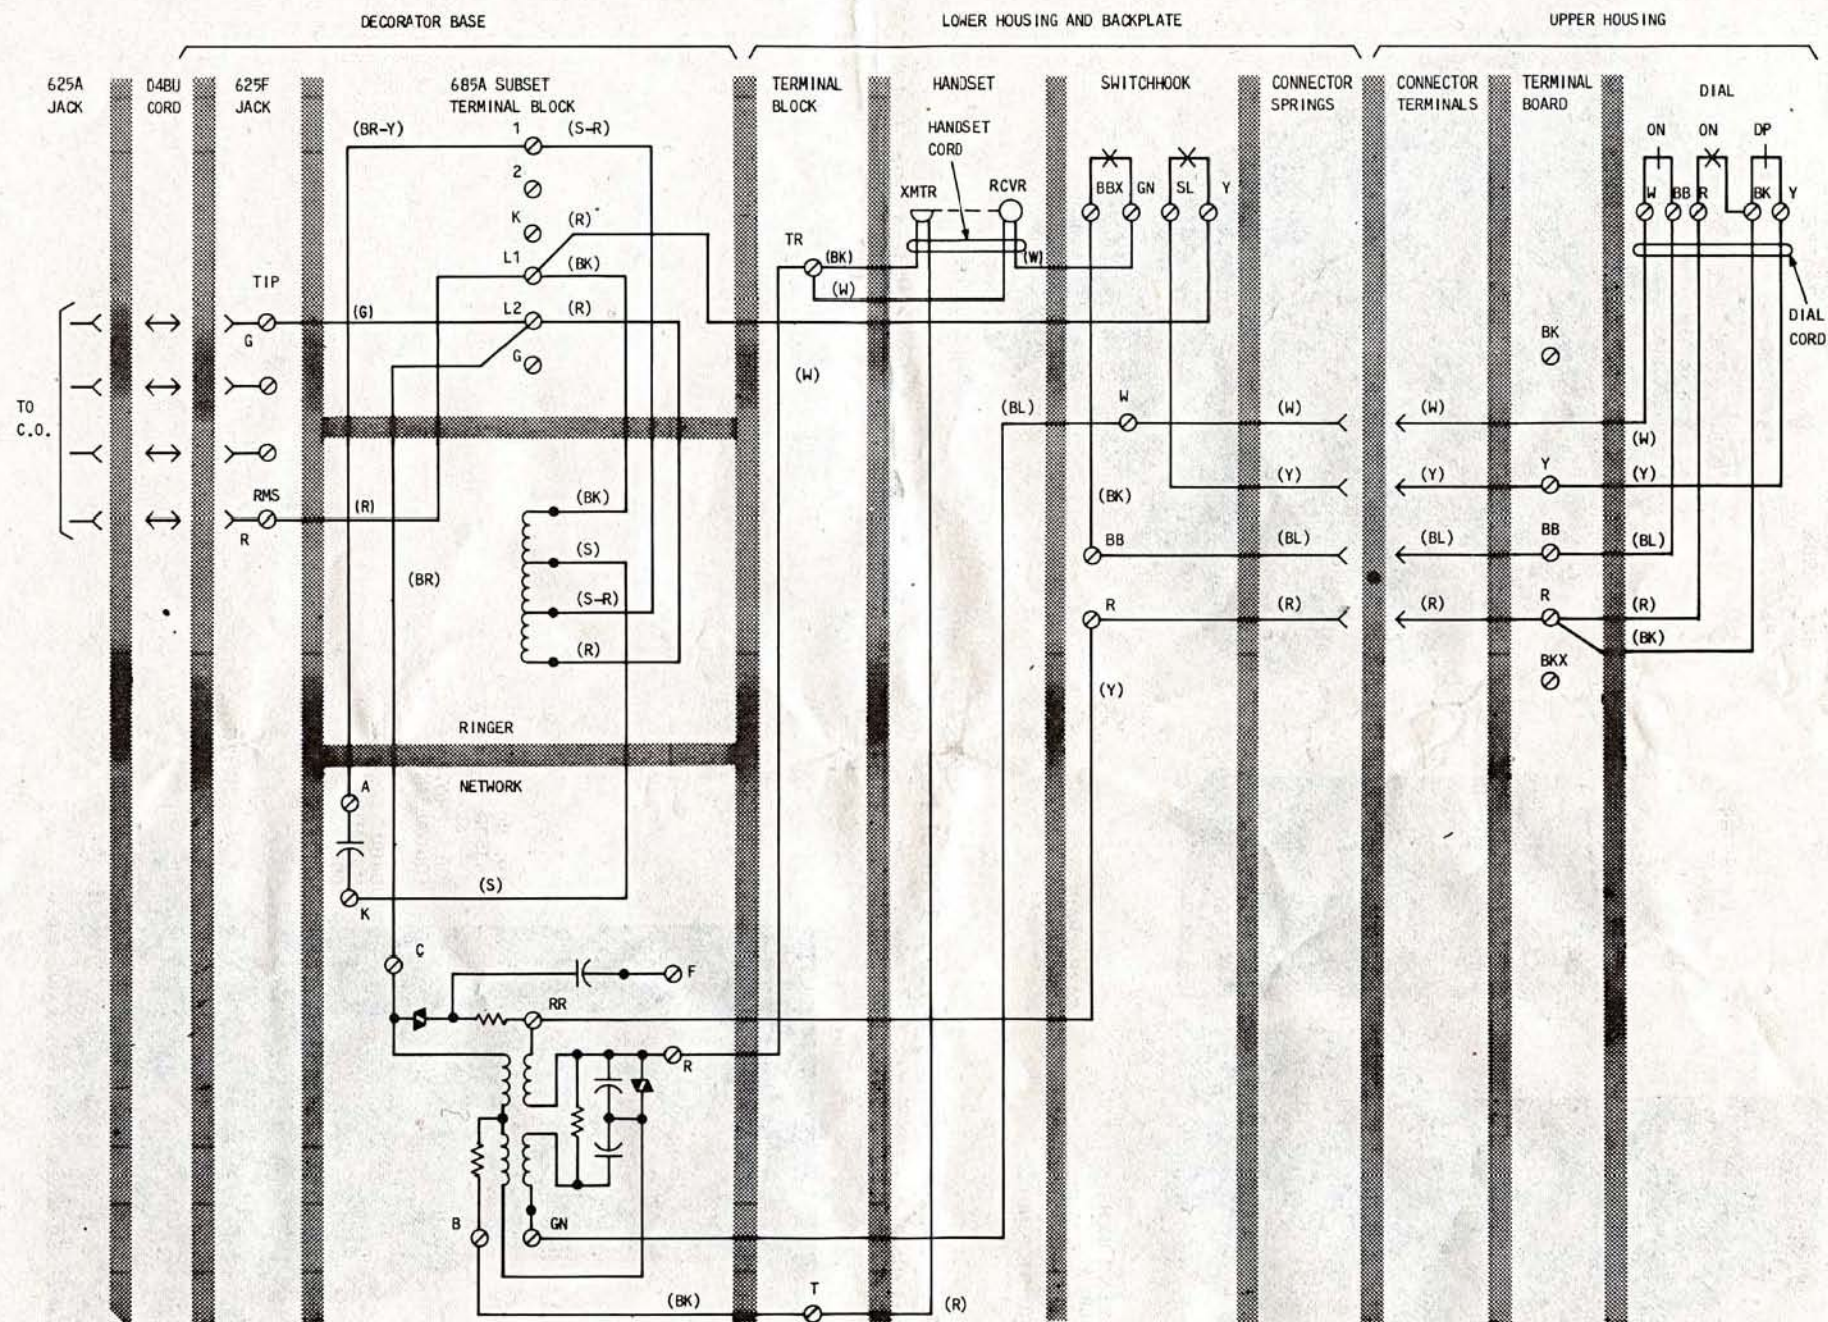 DECORATOR BASE
LOWER HOUSING AND BACKPLATE
UPPER HOUSING
625A
JACK
D4BU
CORD
625F
JACK
685A SUBSET
TERMINAL BLOCK
TERMINAL
BLOCK
HANDSET
SWITCHHOOK
CONNECTOR
SPRINGS
CONNECTOR
TERMINALS
TERMINAL
BOARD
DIAL
(BR-Y)
1
(S-R)
HANDSET
CORD
ON
ON
DP
2
XMTR
RCVR
BBX
GN
SL
Y
W
BB
R
BK
Y
K
(R)
TR
(BK)
(W)
L1
(BK)
(W)
TIP
(G)
L2
(R)
G
G
DIAL
CORD
BK
(W)
TO
C.O.
(BL)
W
(W)
(W)
(W)
Y
(Y)
(Y)
(Y)
RMS
(R)
R
(BK)
(BK)
(S)
BB
(BL)
(BL)
BB
(BL)
(BR)
(S-R)
R
(R)
(R)
R
(R)
(R)
(BK)
BKX
(Y)
RINGER
NETWORK
A
(S)
K
C
F
RR
R
B
GN
(BK)
T
(R)